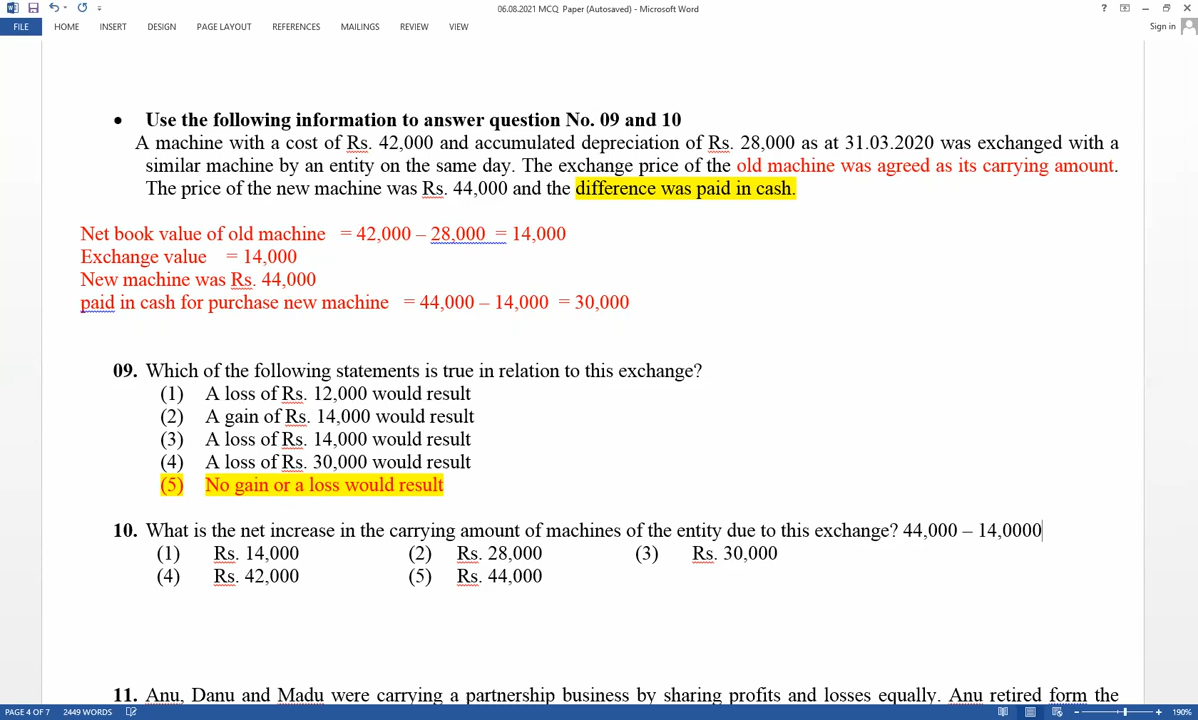 06.08.2021 MCQ Paper (Autosaved) - Microsoft Word
FILE HOME INSERT DESIGN PAGE LAYOUT REFERENCES MAILINGS REVIEW VIEW Sign in
• Use the following information to answer question No. 09 and 10
A machine with a cost of Rs. 42,000 and accumulated depreciation of Rs. 28,000 as at 31.03.2020 was exchanged with a
similar machine by an entity on the same day. The exchange price of the old machine was agreed as its carrying amount.
The price of the new machine was Rs. 44,000 and the difference was paid in cash.
Net book value of old machine = 42,000 – 28,000 = 14,000
Exchange value = 14,000
New machine was Rs. 44,000
paid in cash for purchase new machine = 44,000 – 14,000 = 30,000
09. Which of the following statements is true in relation to this exchange?
(1) A loss of Rs. 12,000 would result
(2) A gain of Rs. 14,000 would result
(3) A loss of Rs. 14,000 would result
(4) A loss of Rs. 30,000 would result
(5) No gain or a loss would result
10. What is the net increase in the carrying amount of machines of the entity due to this exchange? 44,000 – 14,0000
(1) Rs. 14,000 (2) Rs. 28,000 (3) Rs. 30,000
(4) Rs. 42,000 (5) Rs. 44,000
11. Anu, Danu and Madu were carrying a partnership business by sharing profits and losses equally. Anu retired form the
PAGE 4 OF 7 2449 WORDS 190%